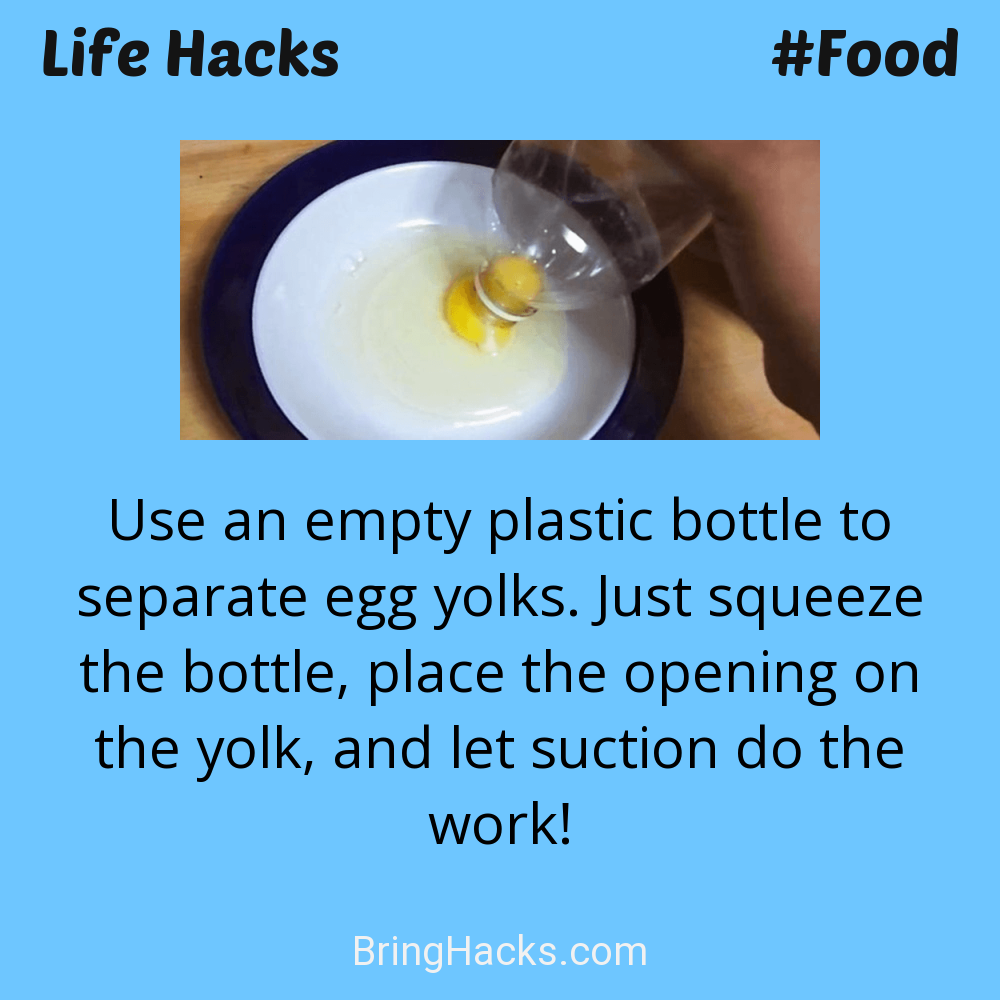 Life Hacks
#Food
Use an empty plastic bottle to
separate egg yolks. Just squeeze
the bottle, place the opening on
the yolk, and let suction do the
work!
BringHacks.com